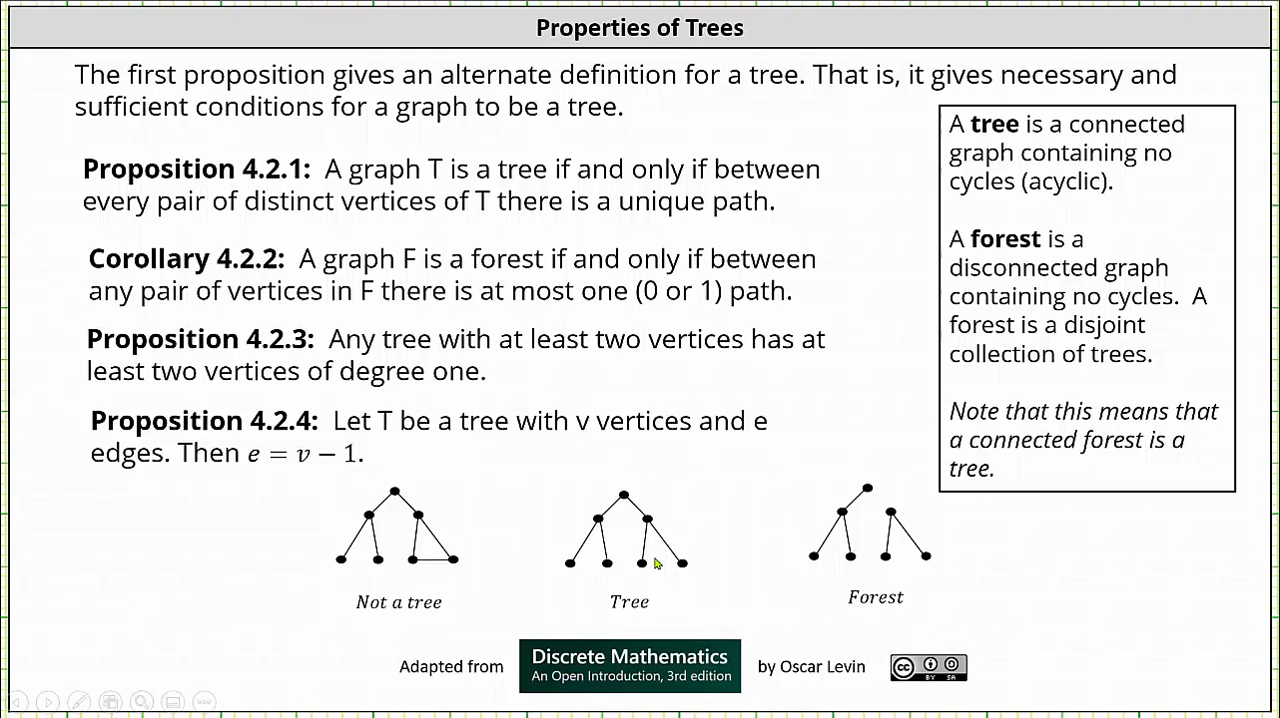 Properties of Trees
The first proposition gives an alternate definition for a tree. That is, it gives necessary and
sufficient conditions for a graph to be a tree.
Proposition 4.2.1: A graph T is a tree if and only if between
every pair of distinct vertices of T there is a unique path.
Corollary 4.2.2: A graph F is a forest if and only if between
any pair of vertices in F there is at most one (0 or 1) path.
Proposition 4.2.3: Any tree with at least two vertices has at
least two vertices of degree one.
Proposition 4.2.4: Let T be a tree with v vertices and e
edges. Then e = v − 1.
A tree is a connected
graph containing no
cycles (acyclic).
A forest is a
disconnected graph
containing no cycles. A
forest is a disjoint
collection of trees.
Note that this means that
a connected forest is a
tree.
Not a tree
Tree
Forest
Adapted from
Discrete Mathematics
An Open Introduction, 3rd edition
by Oscar Levin
cc
BY SA